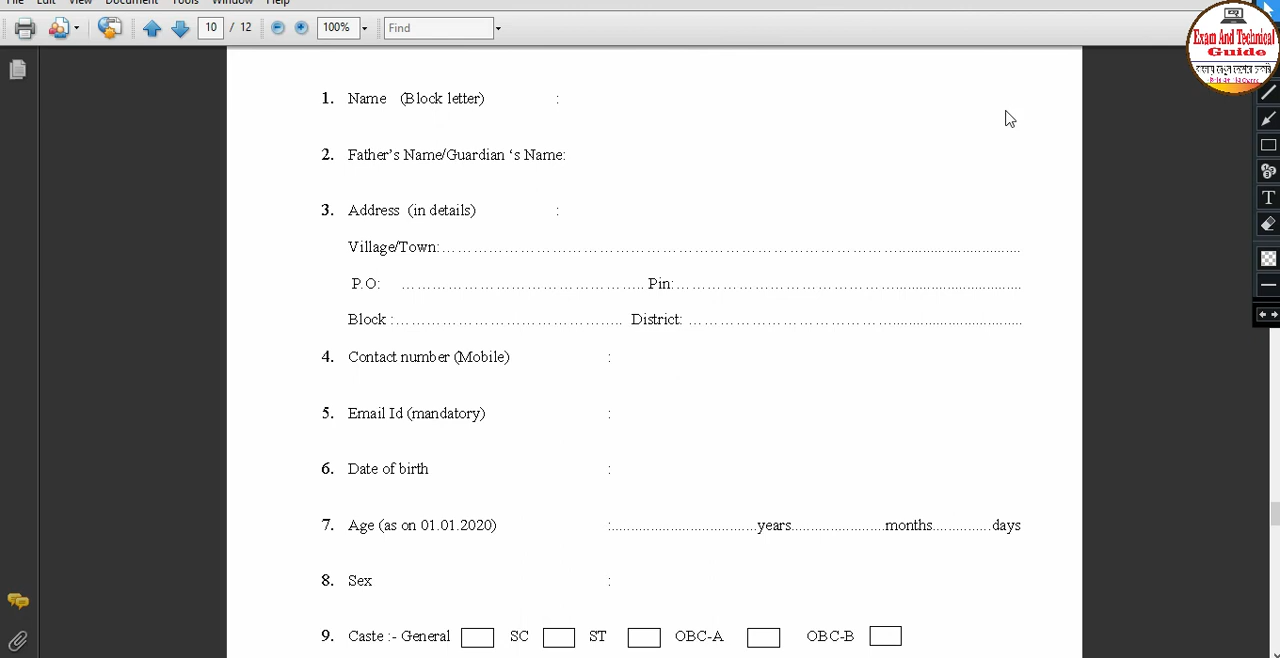 File Edit View Document Tools Window Help
10 / 12 100% Find
Exam And Technical
Guide
1. Name (Block letter) :
2. Father’s Name/Guardian ‘s Name:
3. Address (in details) :
Village/Town:……………………………………………………………………………...............................
P.O: ……………………………………….. Pin:……………………………………..................................
Block :…………………………………….. District: …………………………………..................................
4. Contact number (Mobile) :
5. Email Id (mandatory) :
6. Date of birth :
7. Age (as on 01.01.2020) :.....................................years........................months...............days
8. Sex :
9. Caste :- General SC ST OBC-A OBC-B
T